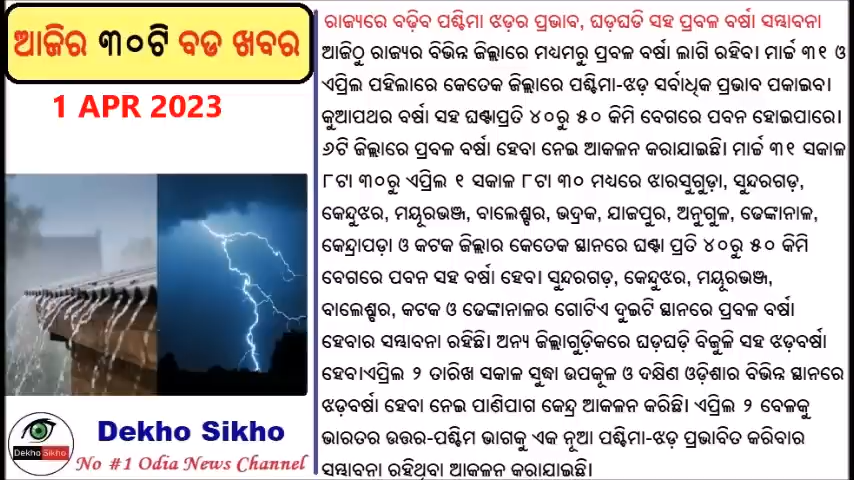 ଆଜିର ୩୦ଟି ବଡ ଖବର
1 APR 2023
ରାଜ୍ୟରେ ବଢ଼ିବ ପଶ୍ଚିମା ଝଡ଼ର ପ୍ରଭାବ, ଘଡ଼ଘଡି ସହ ପ୍ରବଳ ବର୍ଷା ସମ୍ଭାବନା
ଆଜିଠୁ ରାଜ୍ୟର ବିଭିନ୍ନ ଜିଲ୍ଲାରେ ମଧ୍ୟମରୁ ପ୍ରବଳ ବର୍ଷା ଲାଗି ରହିବ। ମାର୍ଚ୍ଚ ୩୧ ଓ
ଏପ୍ରିଲ ପହିଲାରେ କେତେକ ଜିଲ୍ଲାରେ ପଶ୍ଚିମା-ଝଡ଼ ସର୍ବାଧିକ ପ୍ରଭାବ ପକାଇବ।
କୁଆପଥର ବର୍ଷା ସହ ଘଣ୍ଟାପ୍ରତି ୪୦ରୁ ୫୦ କିମି ବେଗରେ ପବନ ହୋଇପାରେ।
୬ଟି ଜିଲ୍ଲାରେ ପ୍ରବଳ ବର୍ଷା ହେବା ନେଇ ଆକଳନ କରାଯାଇଛି। ମାର୍ଚ୍ଚ ୩୧ ସକାଳ
୮ଟା ୩୦ରୁ ଏପ୍ରିଲ ୧ ସକାଳ ୮ଟା ୩୦ ମଧ୍ୟରେ ଝାରସୁଗୁଡ଼ା, ସୁନ୍ଦରଗଡ଼,
କେନ୍ଦୁଝର, ମୟୂରଭଞ୍ଜ, ବାଲେଶ୍ବର, ଭଦ୍ରକ, ଯାଜପୁର, ଅନୁଗୁଳ, ଢେଙ୍କାନାଳ,
କେନ୍ଦ୍ରାପଡ଼ା ଓ କଟକ ଜିଲ୍ଲାର କେତେକ ସ୍ଥାନରେ ଘଣ୍ଟା ପ୍ରତି ୪୦ରୁ ୫୦ କିମି
ବେଗରେ ପବନ ସହ ବର୍ଷା ହେବ। ସୁନ୍ଦରଗଡ଼, କେନ୍ଦୁଝର, ମୟୂରଭଞ୍ଜ,
ବାଲେଶ୍ବର, କଟକ ଓ ଢେଙ୍କାନାଳର ଗୋଟିଏ ଦୁଇଟି ସ୍ଥାନରେ ପ୍ରବଳ ବର୍ଷା
ହେବାର ସମ୍ଭାବନା ରହିଛି। ଅନ୍ୟ ଜିଲ୍ଲାଗୁଡ଼ିକରେ ଘଡ଼ଘଡ଼ି ବିଜୁଳି ସହ ଝଡ଼ବର୍ଷା
ହେବ।ଏପ୍ରିଲ ୨ ତାରିଖ ସକାଳ ସୁଦ୍ଧା ଉପକୂଳ ଓ ଦକ୍ଷିଣ ଓଡ଼ିଶାର ବିଭିନ୍ନ ସ୍ଥାନରେ
ଝଡ଼ବର୍ଷା ହେବା ନେଇ ପାଣିପାଗ କେନ୍ଦ୍ର ଆକଳନ କରିଛି। ଏପ୍ରିଲ ୨ ବେଳକୁ
ଭାରତର ଉତ୍ତର-ପଶ୍ଚିମ ଭାଗକୁ ଏକ ନୂଆ ପଶ୍ଚିମା-ଝଡ଼ ପ୍ରଭାବିତ କରିବାର
ସମ୍ଭାବନା ରହିଥିବା ଆକଳନ କରାଯାଇଛି।
Dekho Sikho
Dekho Sikho
No #1 Odia News Channel